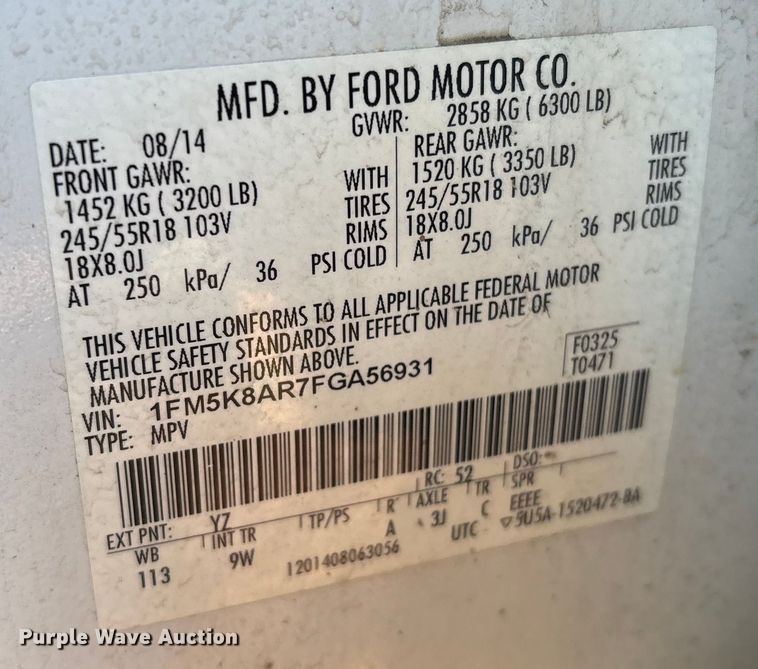 MFD. BY FORD MOTOR CO.
DATE: 08/14 GVWR: 2858 KG ( 6300 LB)
FRONT GAWR: REAR GAWR:
1452 KG ( 3200 LB) WITH 1520 KG ( 3350 LB) WITH
245/55R18 103V TIRES 245/55R18 103V TIRES
18X8.0J RIMS 18X8.0J RIMS
AT 250 kPa/ 36 PSI COLD AT 250 kPa/ 36 PSI COLD
THIS VEHICLE CONFORMS TO ALL APPLICABLE FEDERAL MOTOR
VEHICLE SAFETY STANDARDS IN EFFECT ON THE DATE OF
MANUFACTURE SHOWN ABOVE.
F0325
VIN: 1FM5K8AR7FGA56931
T0471
TYPE: MPV
EXT PNT: YZ RC: 52 DSO:
WB INT TR TP/PS R AXLE TR SPR
113 9W A 3J C EEEE
1201408063056 UTC 9U5A-1520472-BA
Purple Wave Auction